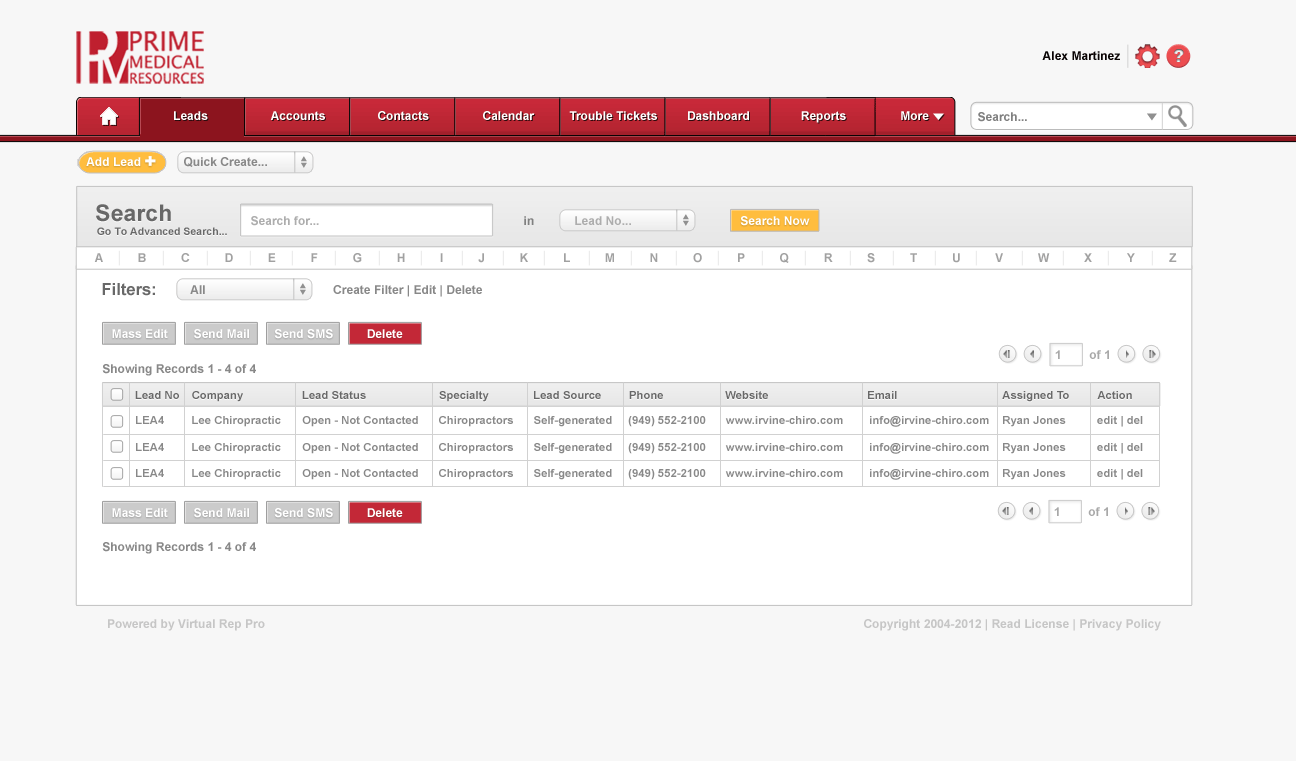 PRIME
MEDICAL
RESOURCES
Alex Martinez
?
Leads Accounts Contacts Calendar Trouble Tickets Dashboard Reports More Search...
Add Lead + Quick Create...
Search
Go To Advanced Search...
Search for... in Lead No... Search Now
A B C D E F G H I J K L M N O P Q R S T U V W X Y Z
Filters: All Create Filter | Edit | Delete
Mass Edit Send Mail Send SMS Delete
1 of 1
Showing Records 1 - 4 of 4
Lead No Company Lead Status Specialty Lead Source Phone Website Email Assigned To Action
LEA4 Lee Chiropractic Open - Not Contacted Chiropractors Self-generated (949) 552-2100 www.irvine-chiro.com info@irvine-chiro.com Ryan Jones edit | del
LEA4 Lee Chiropractic Open - Not Contacted Chiropractors Self-generated (949) 552-2100 www.irvine-chiro.com info@irvine-chiro.com Ryan Jones edit | del
LEA4 Lee Chiropractic Open - Not Contacted Chiropractors Self-generated (949) 552-2100 www.irvine-chiro.com info@irvine-chiro.com Ryan Jones edit | del
Mass Edit Send Mail Send SMS Delete 1 of 1
Showing Records 1 - 4 of 4
Powered by Virtual Rep Pro Copyright 2004-2012 | Read License | Privacy Policy